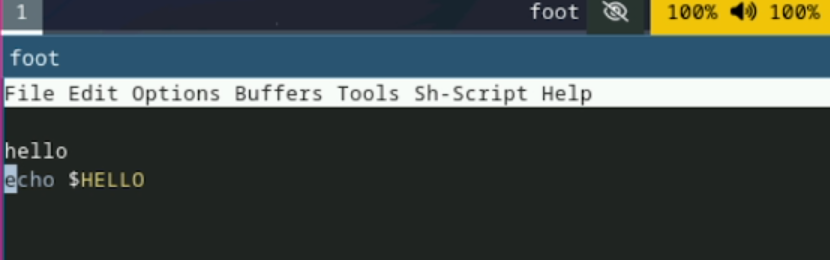 1 foot 100% 100%
foot
File Edit Options Buffers Tools Sh-Script Help
hello
echo $HELLO